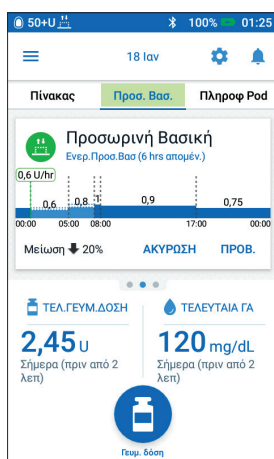 50+U 100% 01:25
18 Ιαν
Πίνακας Προσ. Βασ. Πληροφ Pod
Προσωρινή Βασική
Ενερ.Προσ.Βασ (6 hrs απομέν.)
0,6 U/hr
0,6 0,8 1 0,9 0,75
00:00 05:00 08:00 17:00 00:00
Μείωση 20% ΑΚΥΡΩΣΗ ΠΡΟΒ.
ΤΕΛ.ΓΕΥΜ.ΔΟΣΗ
2,45 U
Σήμερα (πριν από 2
λεπ)
ΤΕΛΕΥΤΑΙΑ ΓΑ
120 mg/dL
Σήμερα (πριν από 2
λεπ)
Γευμ. δόση